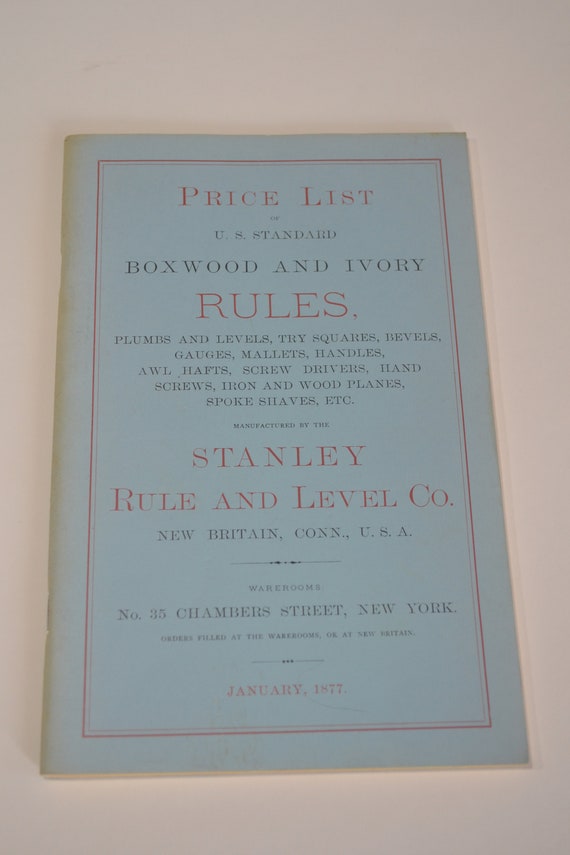 PRICE LIST
OF
U. S. STANDARD
BOXWOOD AND IVORY
RULES,
PLUMBS AND LEVELS, TRY SQUARES, BEVELS,
GAUGES, MALLETS, HANDLES,
AWL HAFTS, SCREW DRIVERS, HAND
SCREWS, IRON AND WOOD PLANES,
SPOKE SHAVES, ETC.
MANUFACTURED BY THE
STANLEY
RULE AND LEVEL CO.
NEW BRITAIN, CONN., U. S. A.
WAREROOMS:
No. 35 CHAMBERS STREET, NEW YORK.
ORDERS FILLED AT THE WAREROOMS, OR AT NEW BRITAIN.
JANUARY, 1877.